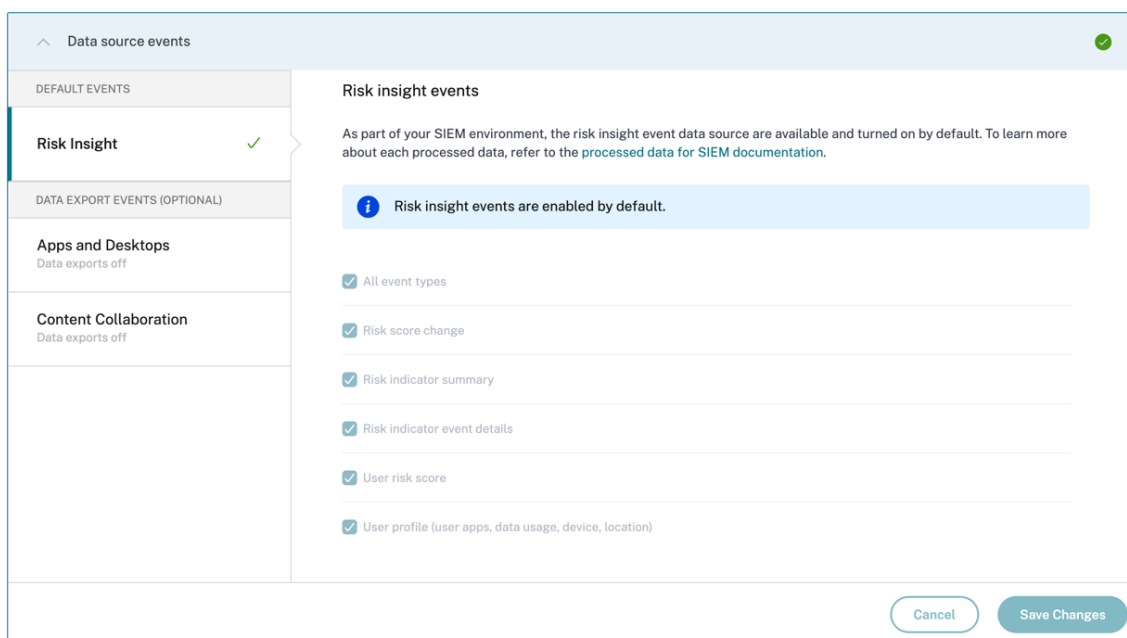 Data source events
DEFAULT EVENTS
Risk Insight
DATA EXPORT EVENTS (OPTIONAL)
Apps and Desktops
Data exports off
Content Collaboration
Data exports off
Risk insight events
As part of your SIEM environment, the risk insight event data source are available and turned on by default. To learn more
about each processed data, refer to the processed data for SIEM documentation.
Risk insight events are enabled by default.
All event types
Risk score change
Risk indicator summary
Risk indicator event details
User risk score
User profile (user apps, data usage, device, location)
Cancel
Save Changes